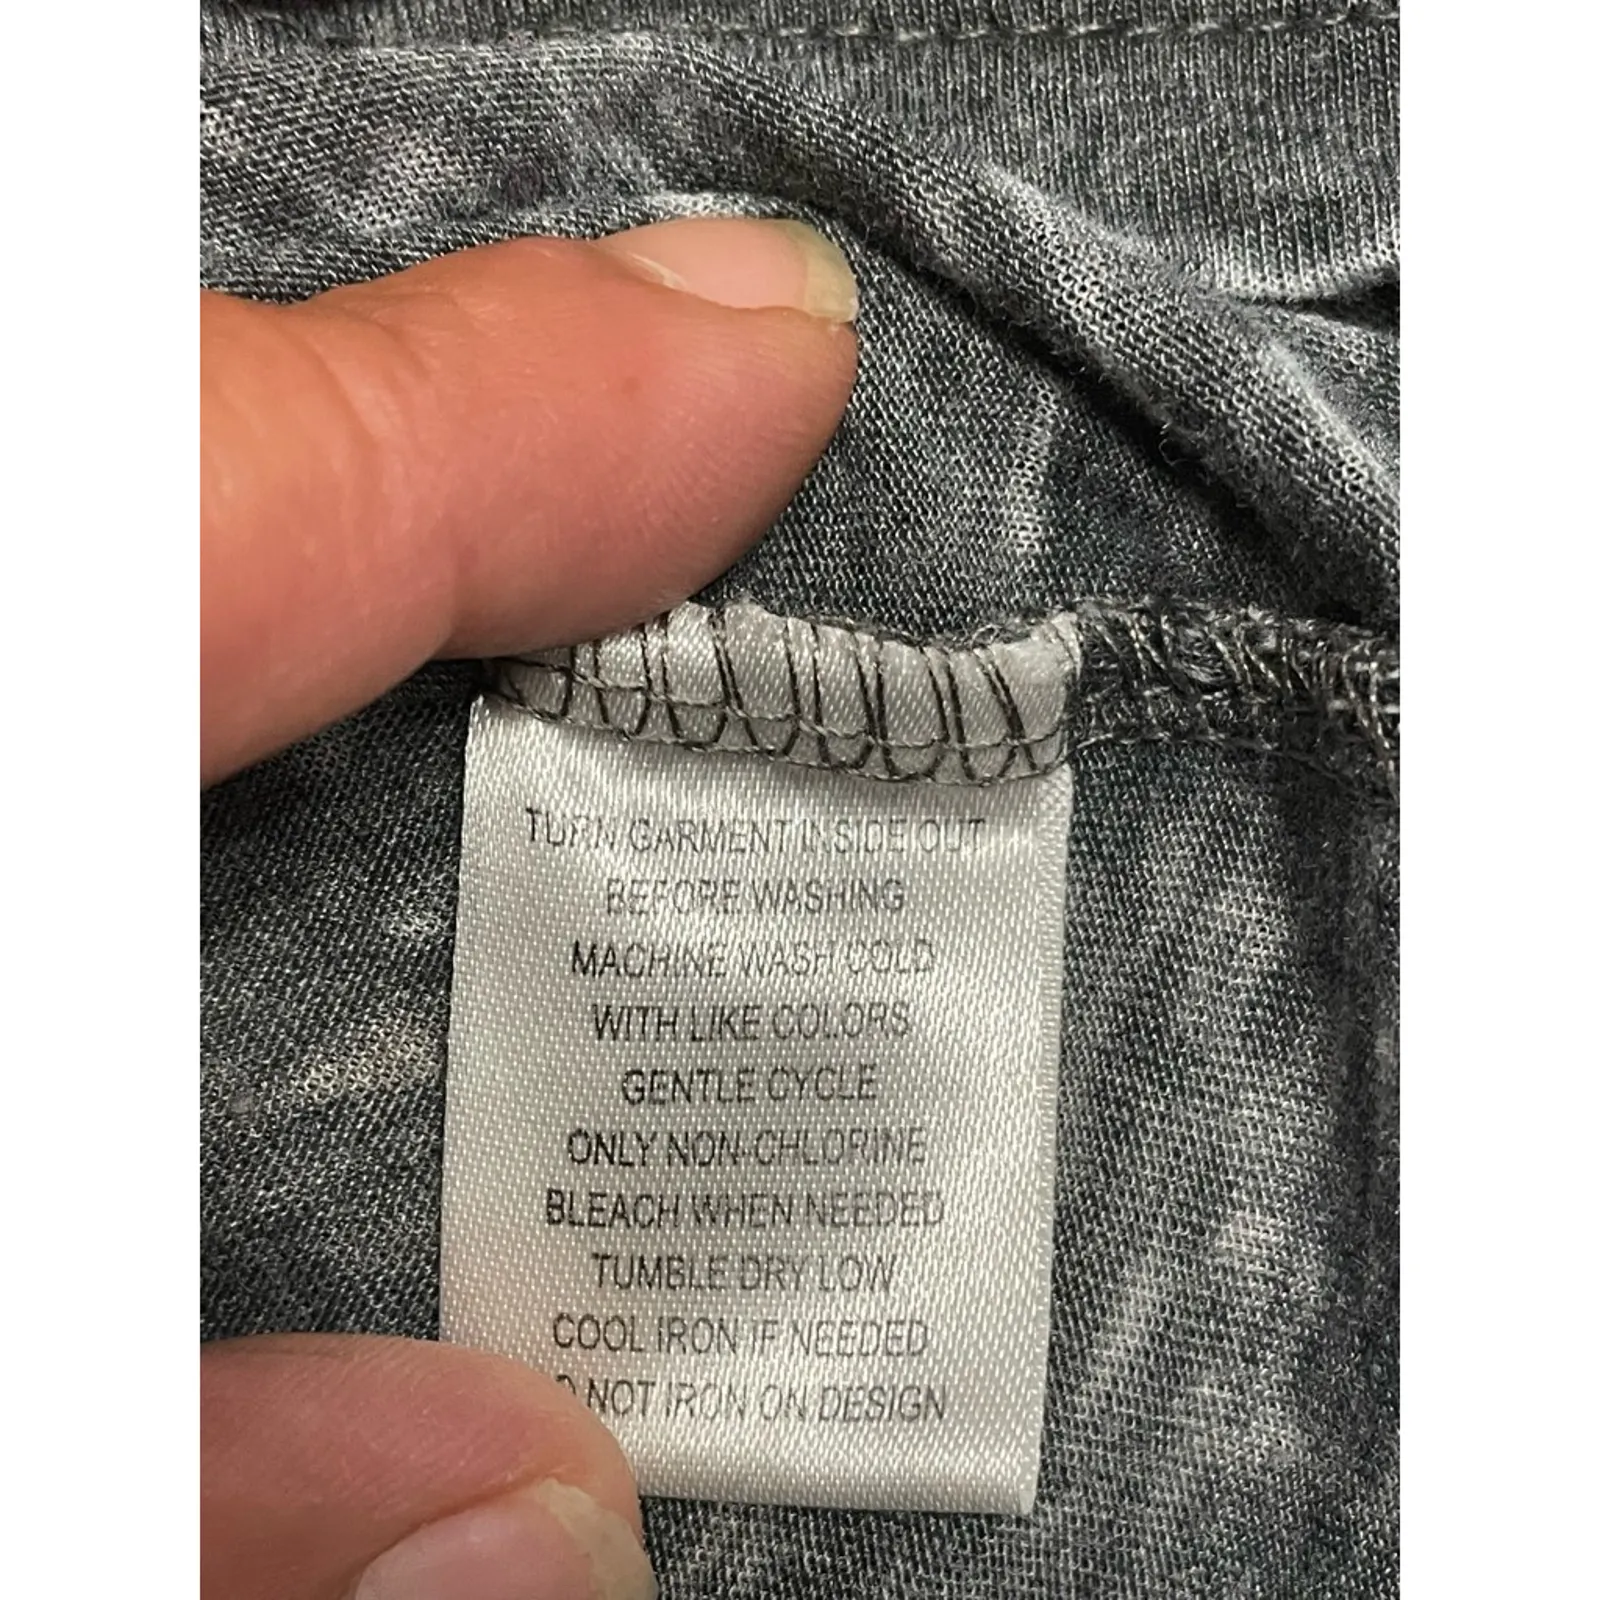 TURN GARMENT INSIDE OUT
BEFORE WASHING
MACHINE WASH COLD
WITH LIKE COLORS
GENTLE CYCLE
ONLY NON-CHLORINE
BLEACH WHEN NEEDED
TUMBLE DRY LOW
COOL IRON IF NEEDED
NOT IRON ON DESIGN